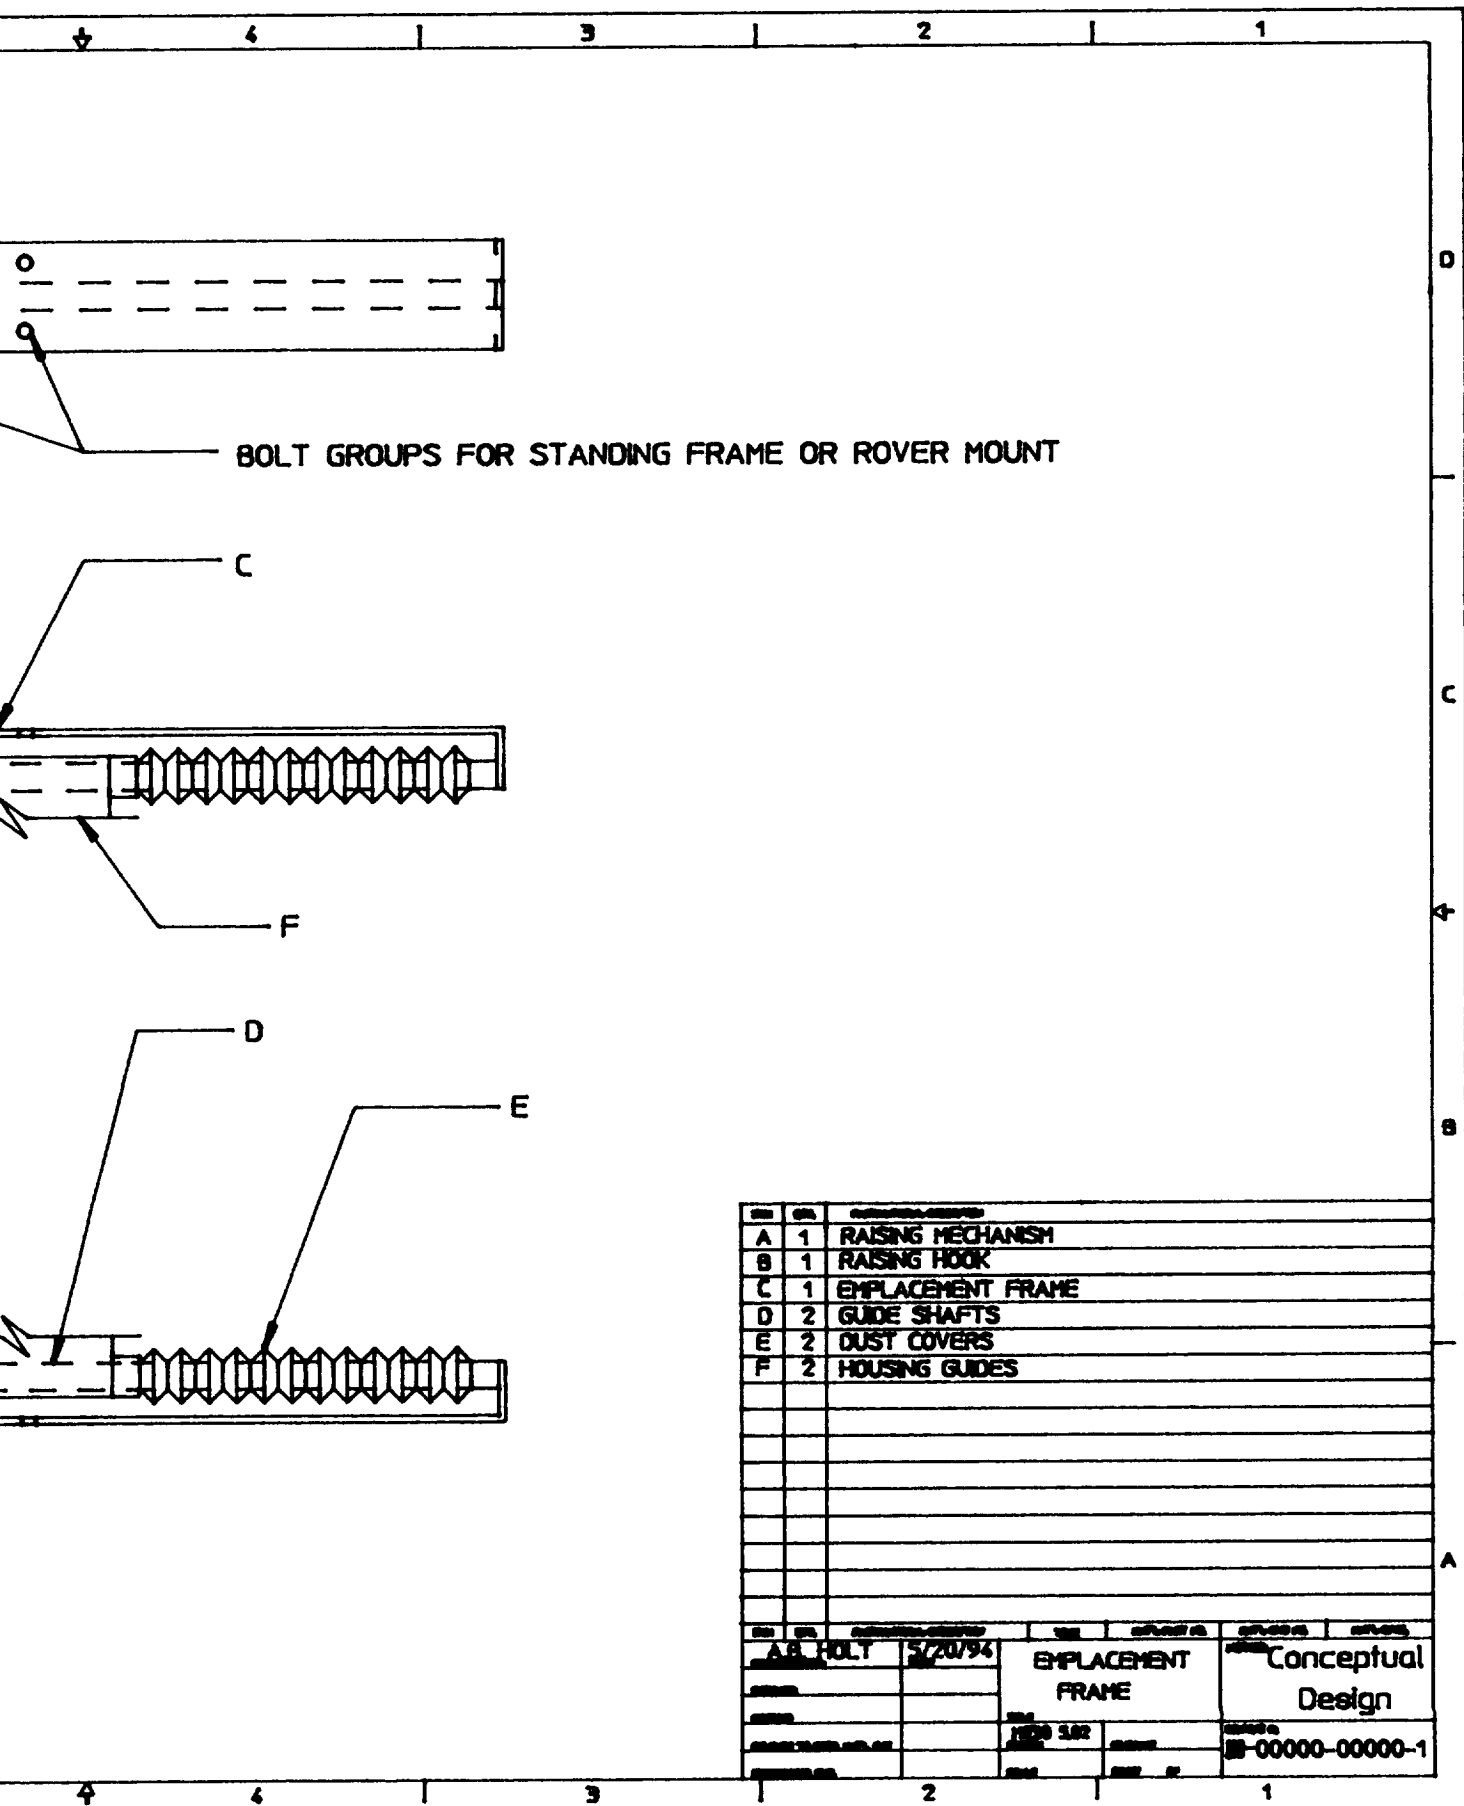 4 3 2 1
D
BOLT GROUPS FOR STANDING FRAME OR ROVER MOUNT
C
C
F
D
E
B
A 1 RAISING MECHANISM
B 1 RAISING HOOK
C 1 EMPLACEMENT FRAME
D 2 GUIDE SHAFTS
E 2 DUST COVERS
F 2 HOUSING GUIDES
A
A.B. HOLT 5/20/94
EMPLACEMENT
FRAME
Conceptual
Design
-00000-00000-1
4 3 2 1